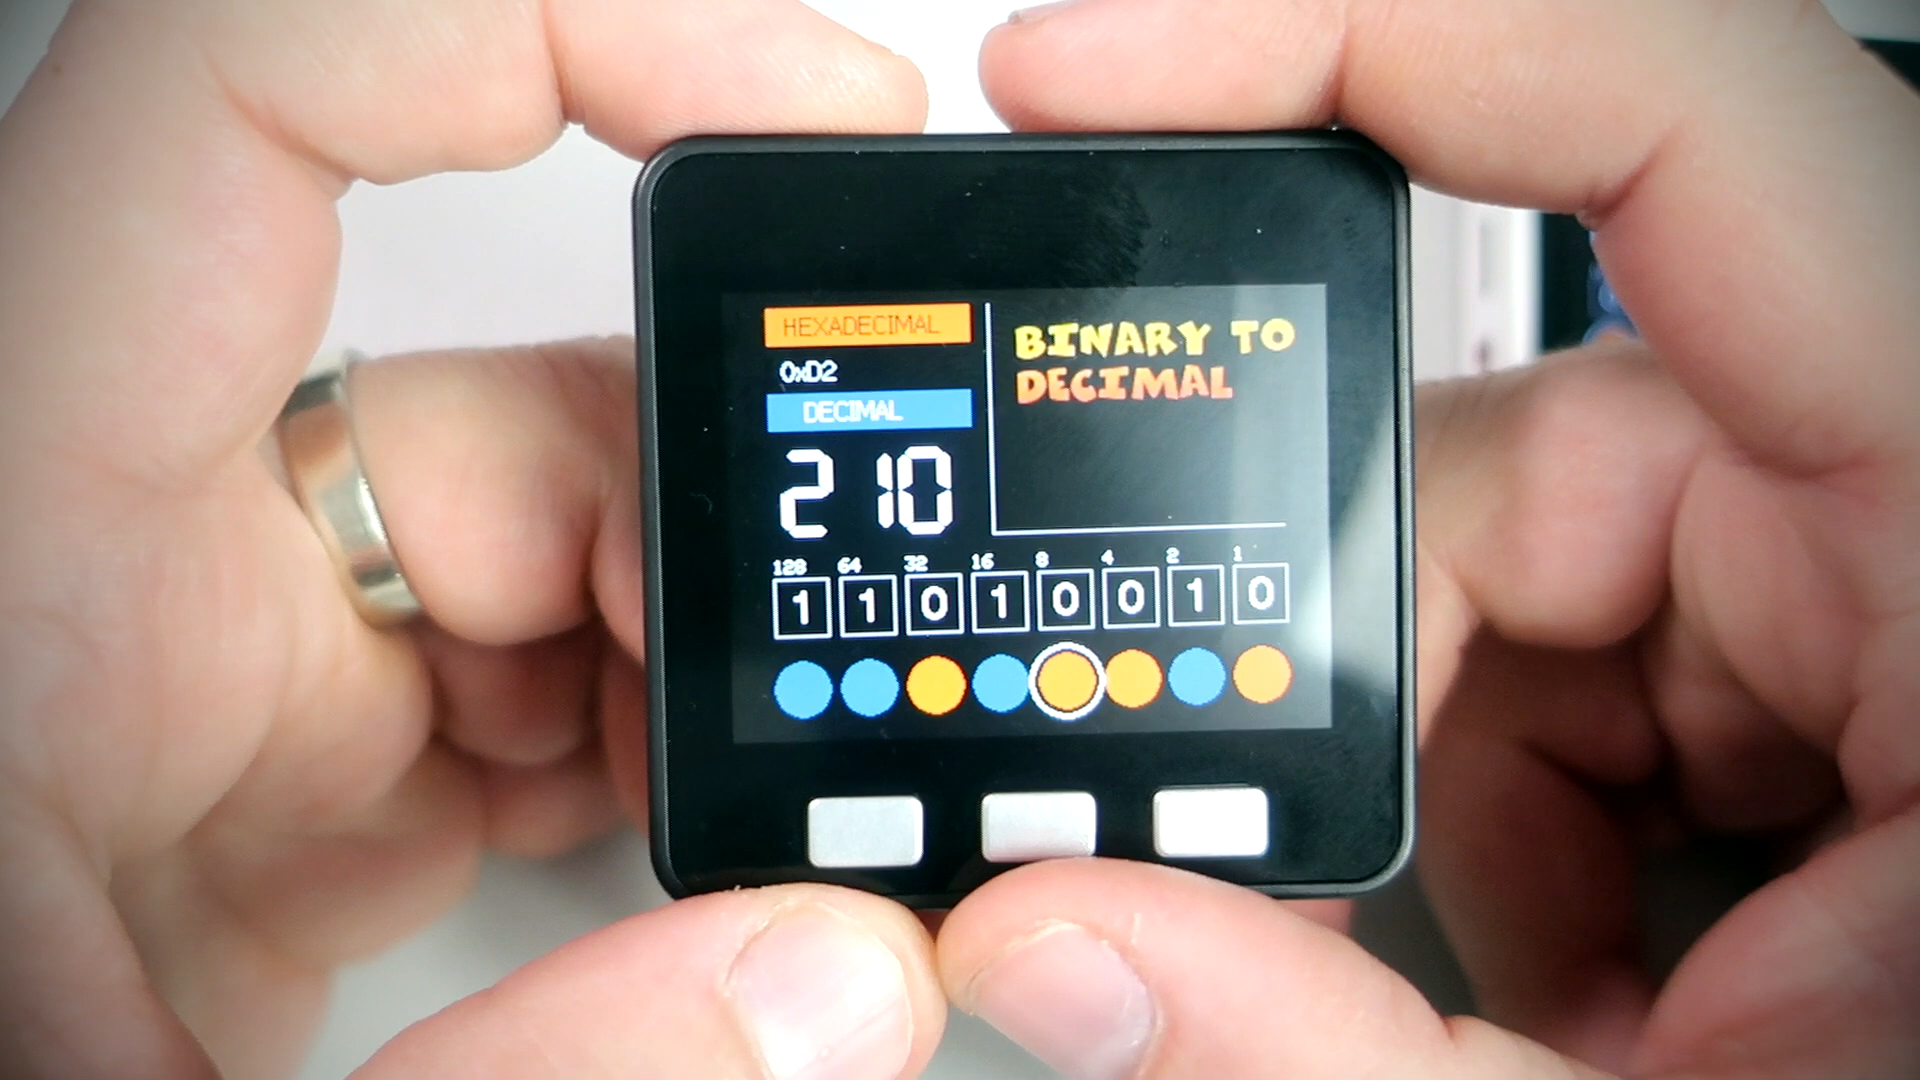 HEXADECIMAL
0xD2
DECIMAL
210
BINARY TO
DECIMAL
128 64 32 16 8 4 2 1
1 1 0 1 0 0 1 0